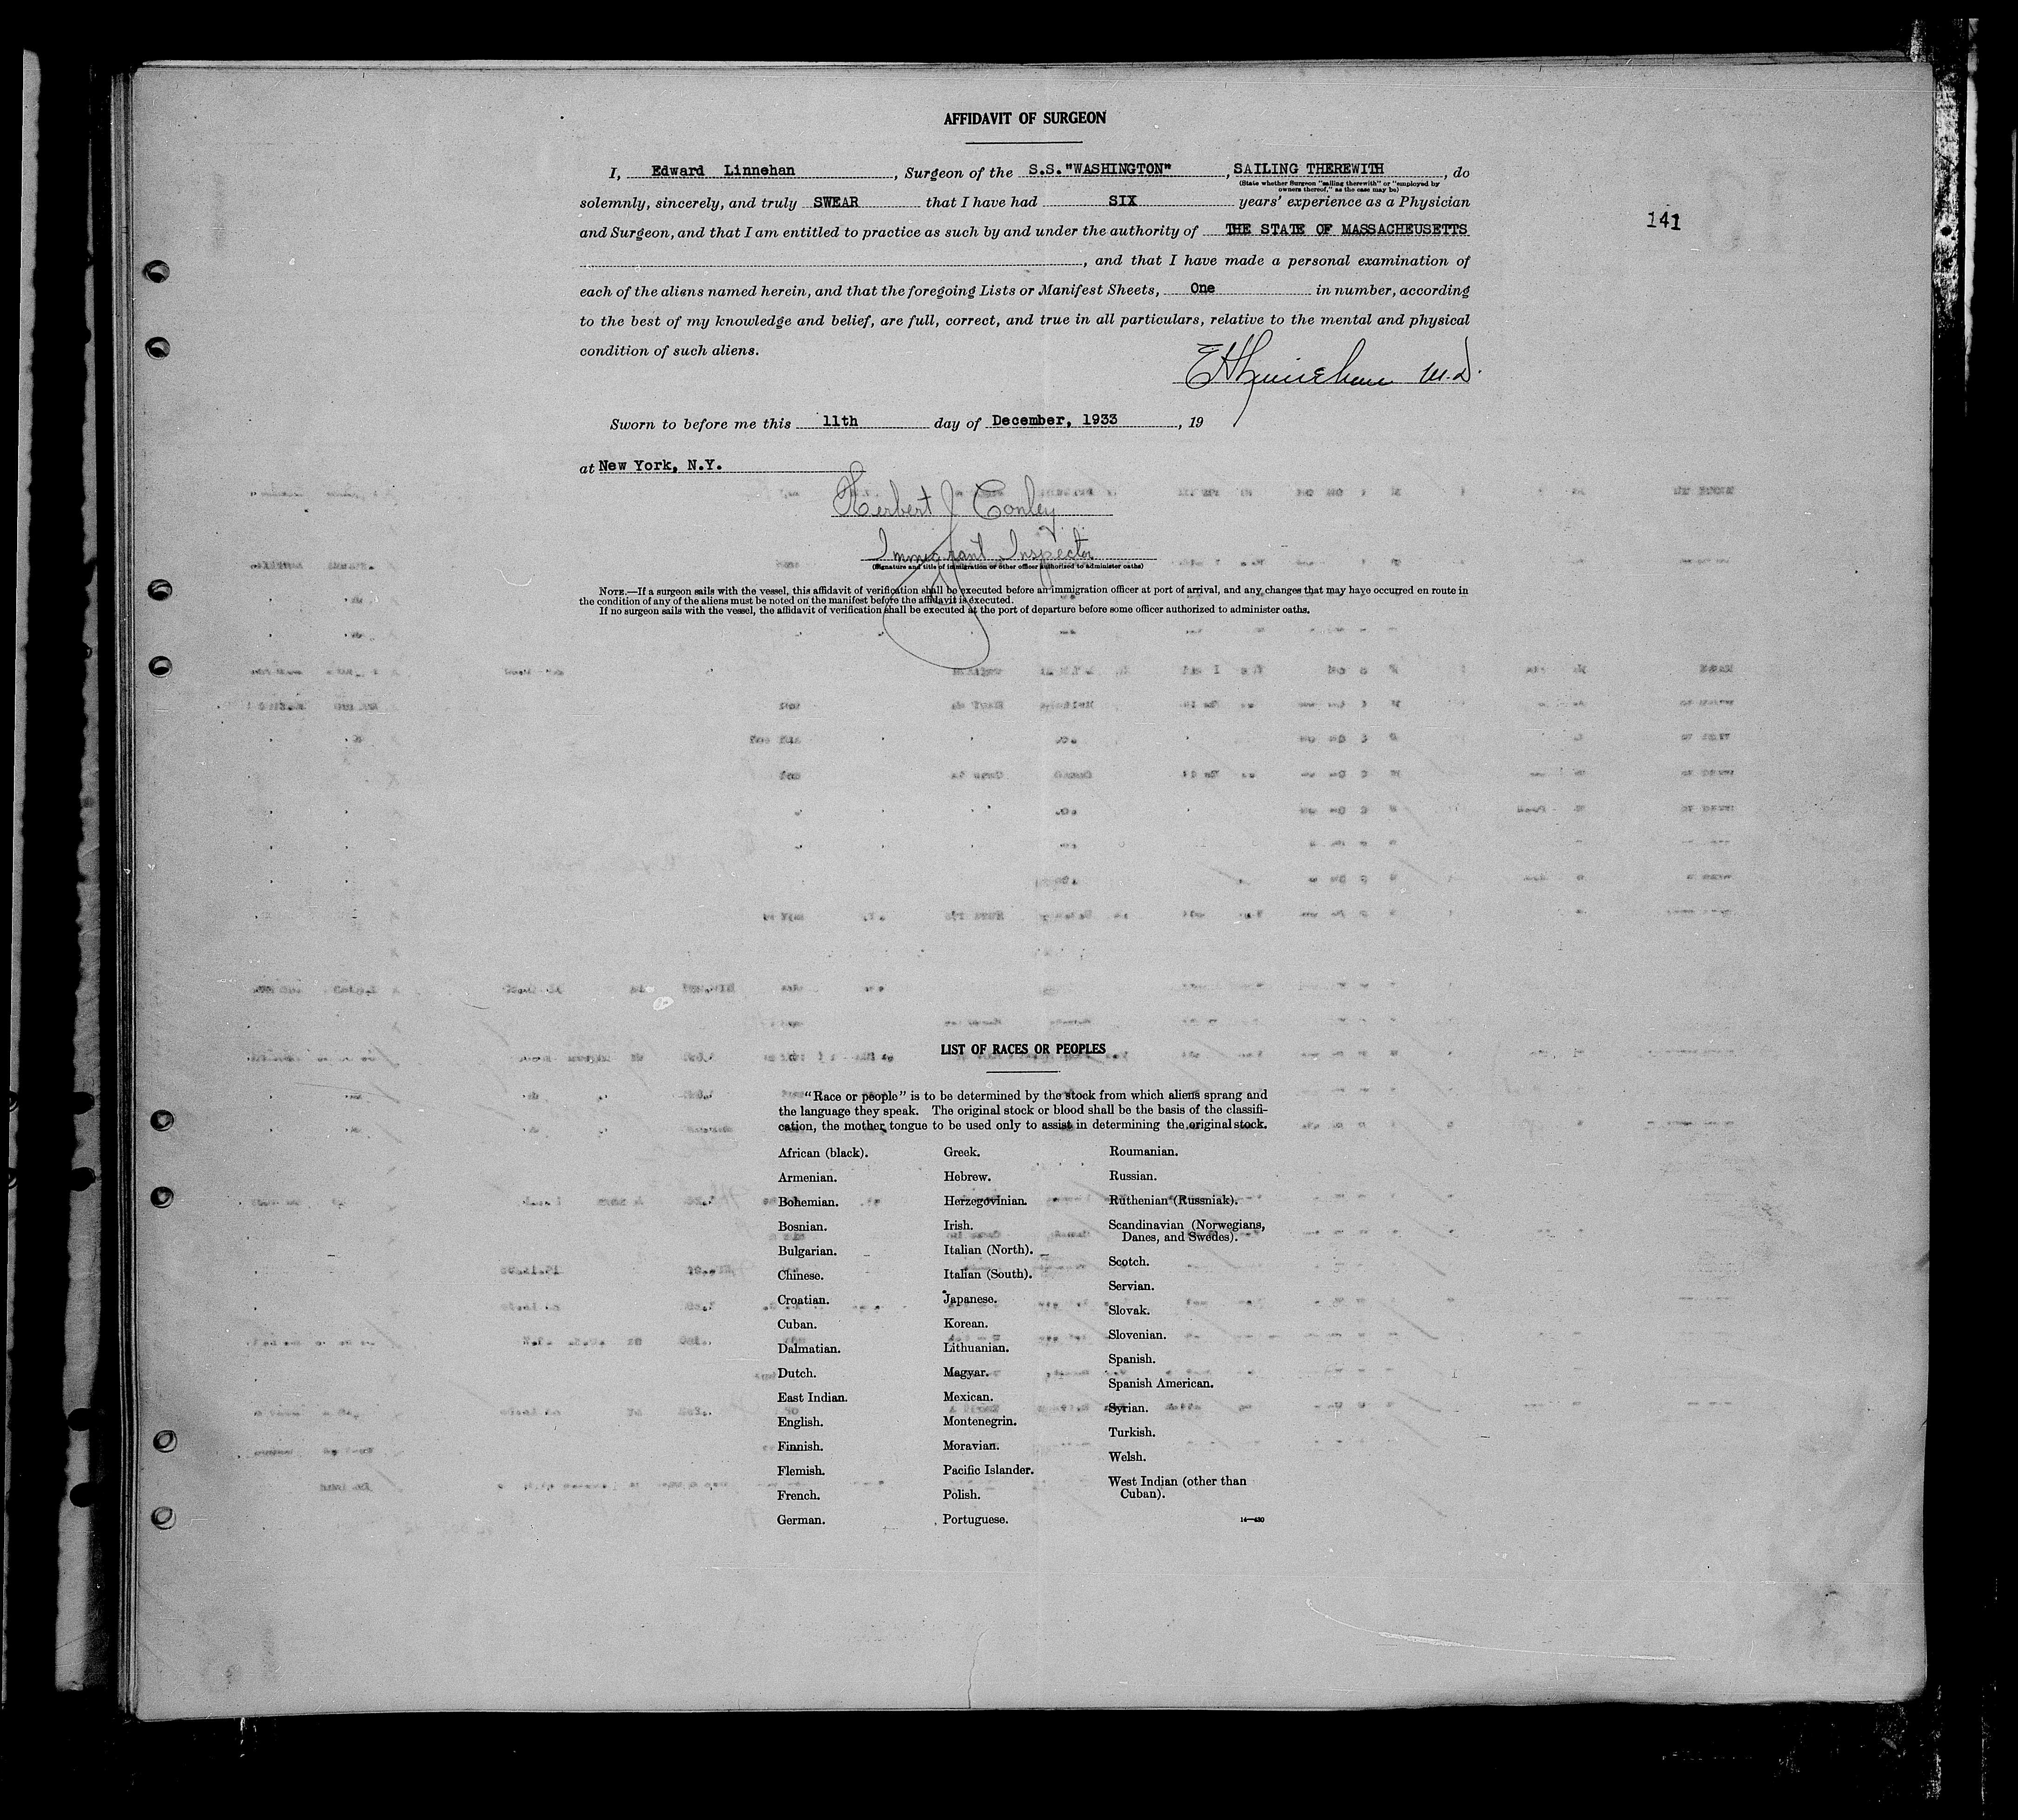 AFFIDAVIT OF SURGEON
I, Edward Linnehan, Surgeon of the S.S. "WASHINGTON", SAILING THEREWITH, do
(State whether Surgeon "sailing therewith" or "employed by
owners thereof," as the case may be)
solemnly, sincerely, and truly SWEAR that I have had SIX years' experience as a Physician
141
and Surgeon, and that I am entitled to practice as such by and under the authority of THE STATE OF MASSACHEUSETTS
, and that I have made a personal examination of
each of the aliens named herein, and that the foregoing Lists or Manifest Sheets, One in number, according
to the best of my knowledge and belief, are full, correct, and true in all particulars, relative to the mental and physical
condition of such aliens.
E H Linnehan M.D.
Sworn to before me this 11th day of December, 1933, 19
at New York, N.Y.
Herbert J Conley
Immigrant Inspector
(Signature and title of immigration or other officer authorized to administer oaths)
NOTE.—If a surgeon sails with the vessel, this affidavit of verification shall be executed before an immigration officer at port of arrival, and any changes that may have occurred en route in
the condition of any of the aliens must be noted on the manifest before the affidavit is executed.
If no surgeon sails with the vessel, the affidavit of verification shall be executed at the port of departure before some officer authorized to administer oaths.
LIST OF RACES OR PEOPLES
"Race or people" is to be determined by the stock from which aliens sprang and
the language they speak. The original stock or blood shall be the basis of the classifi-
cation, the mother tongue to be used only to assist in determining the original stock.
African (black).
Armenian.
Bohemian.
Bosnian.
Bulgarian.
Chinese.
Croatian.
Cuban.
Dalmatian.
Dutch.
East Indian.
English.
Finnish.
Flemish.
French.
German.
Greek.
Hebrew.
Herzegovinian.
Irish.
Italian (North).
Italian (South).
Japanese.
Korean.
Lithuanian.
Magyar.
Mexican.
Montenegrin.
Moravian.
Pacific Islander.
Polish.
Portuguese.
Roumanian.
Russian.
Ruthenian (Russniak).
Scandinavian (Norwegians,
Danes, and Swedes).
Scotch.
Servian.
Slovak.
Slovenian.
Spanish.
Spanish American.
Syrian.
Turkish.
Welsh.
West Indian (other than
Cuban).
14—430